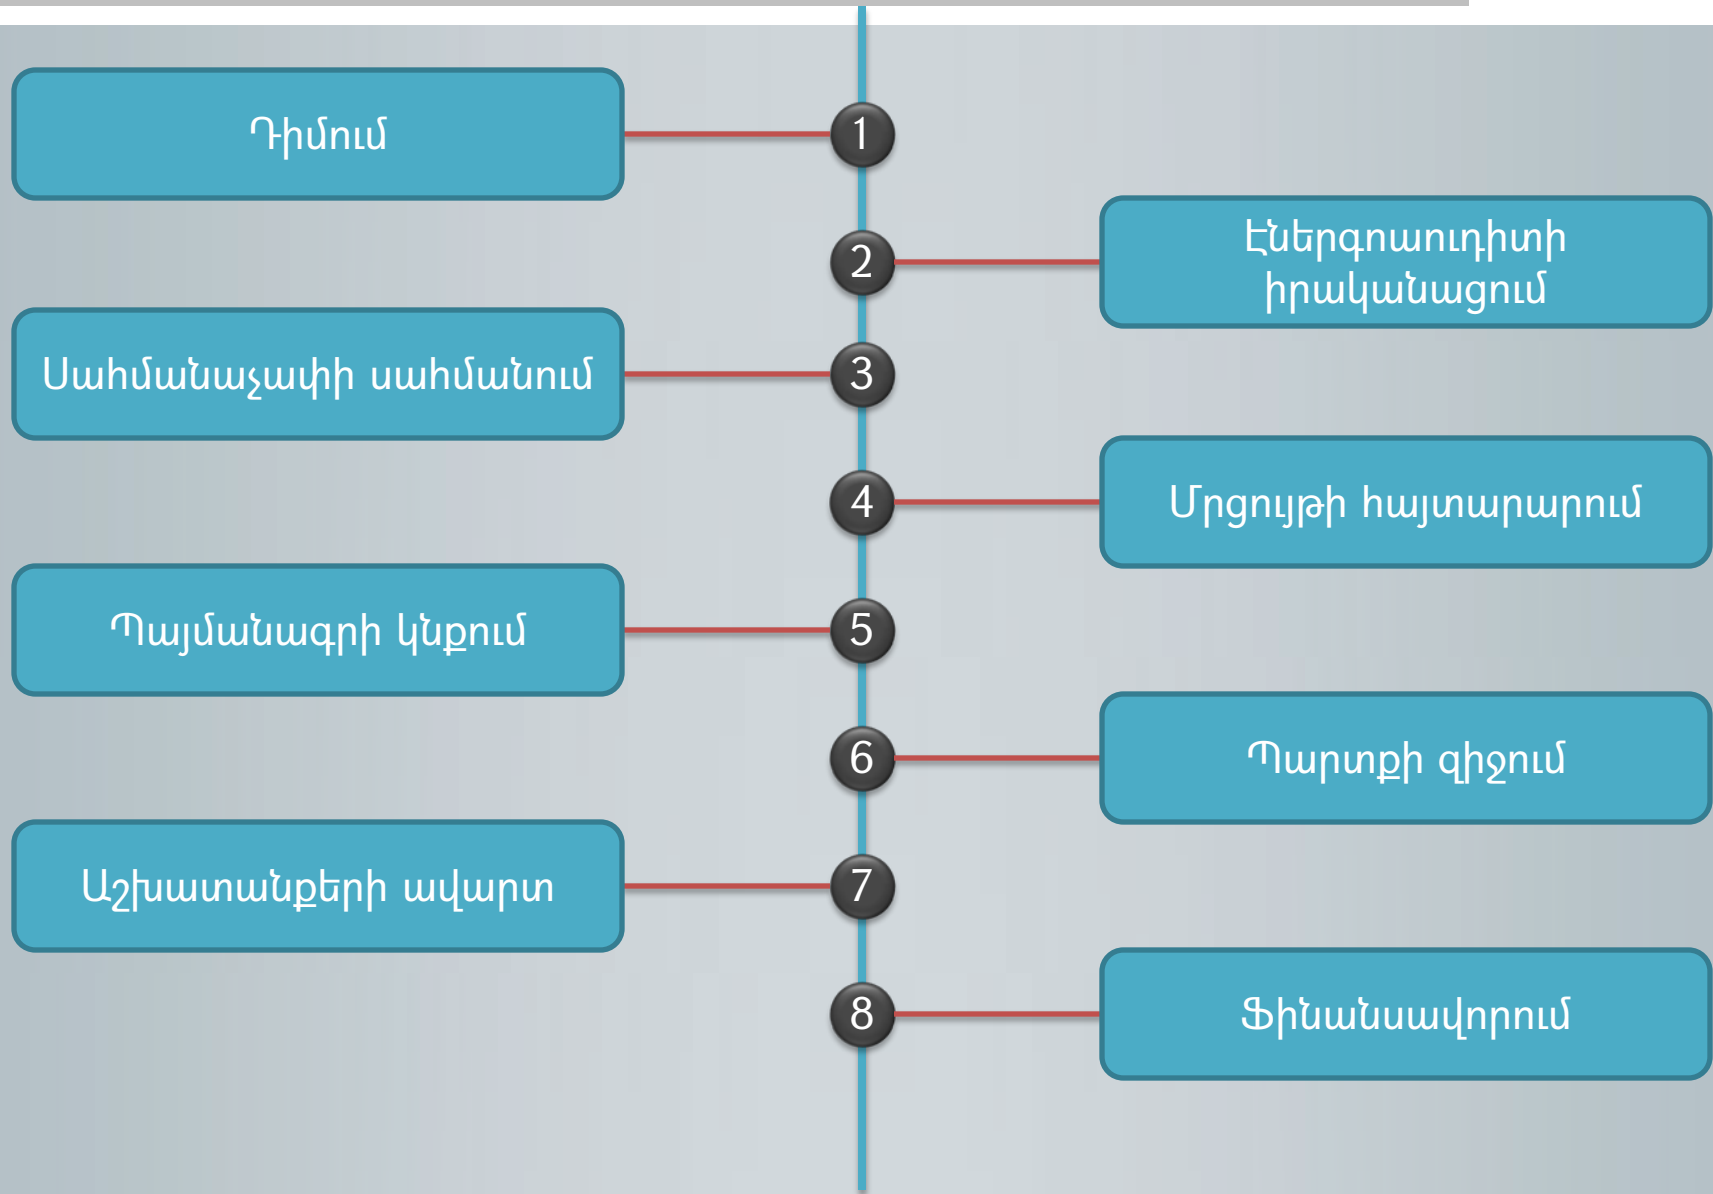 Դիմում
1
2
Էներգոաուդիտի
իրականացում
Սահմանաչափի սահմանում
3
4
Մրցույթի հայտարարում
Պայմանագրի կնքում
5
6
Պարտքի զիջում
Աշխատանքերի ավարտ
7
8
Ֆինանսավորում